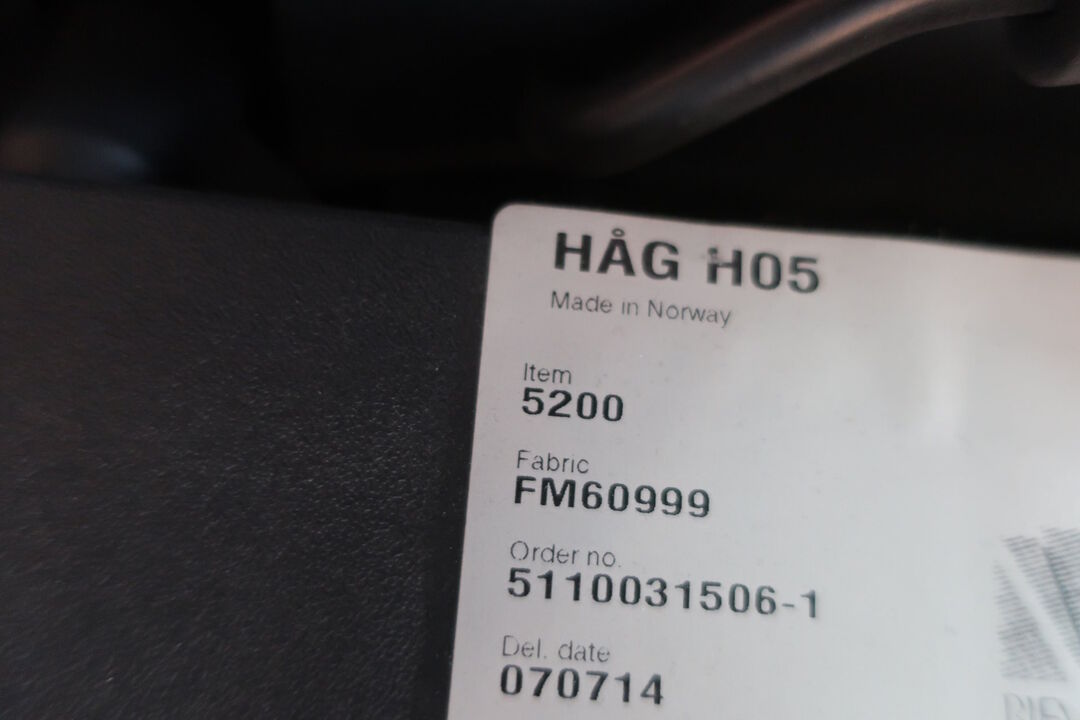 HÅG H05
Made in Norway
Item
5200
Fabric
FM60999
Order no.
5110031506-1
Del. date
070714